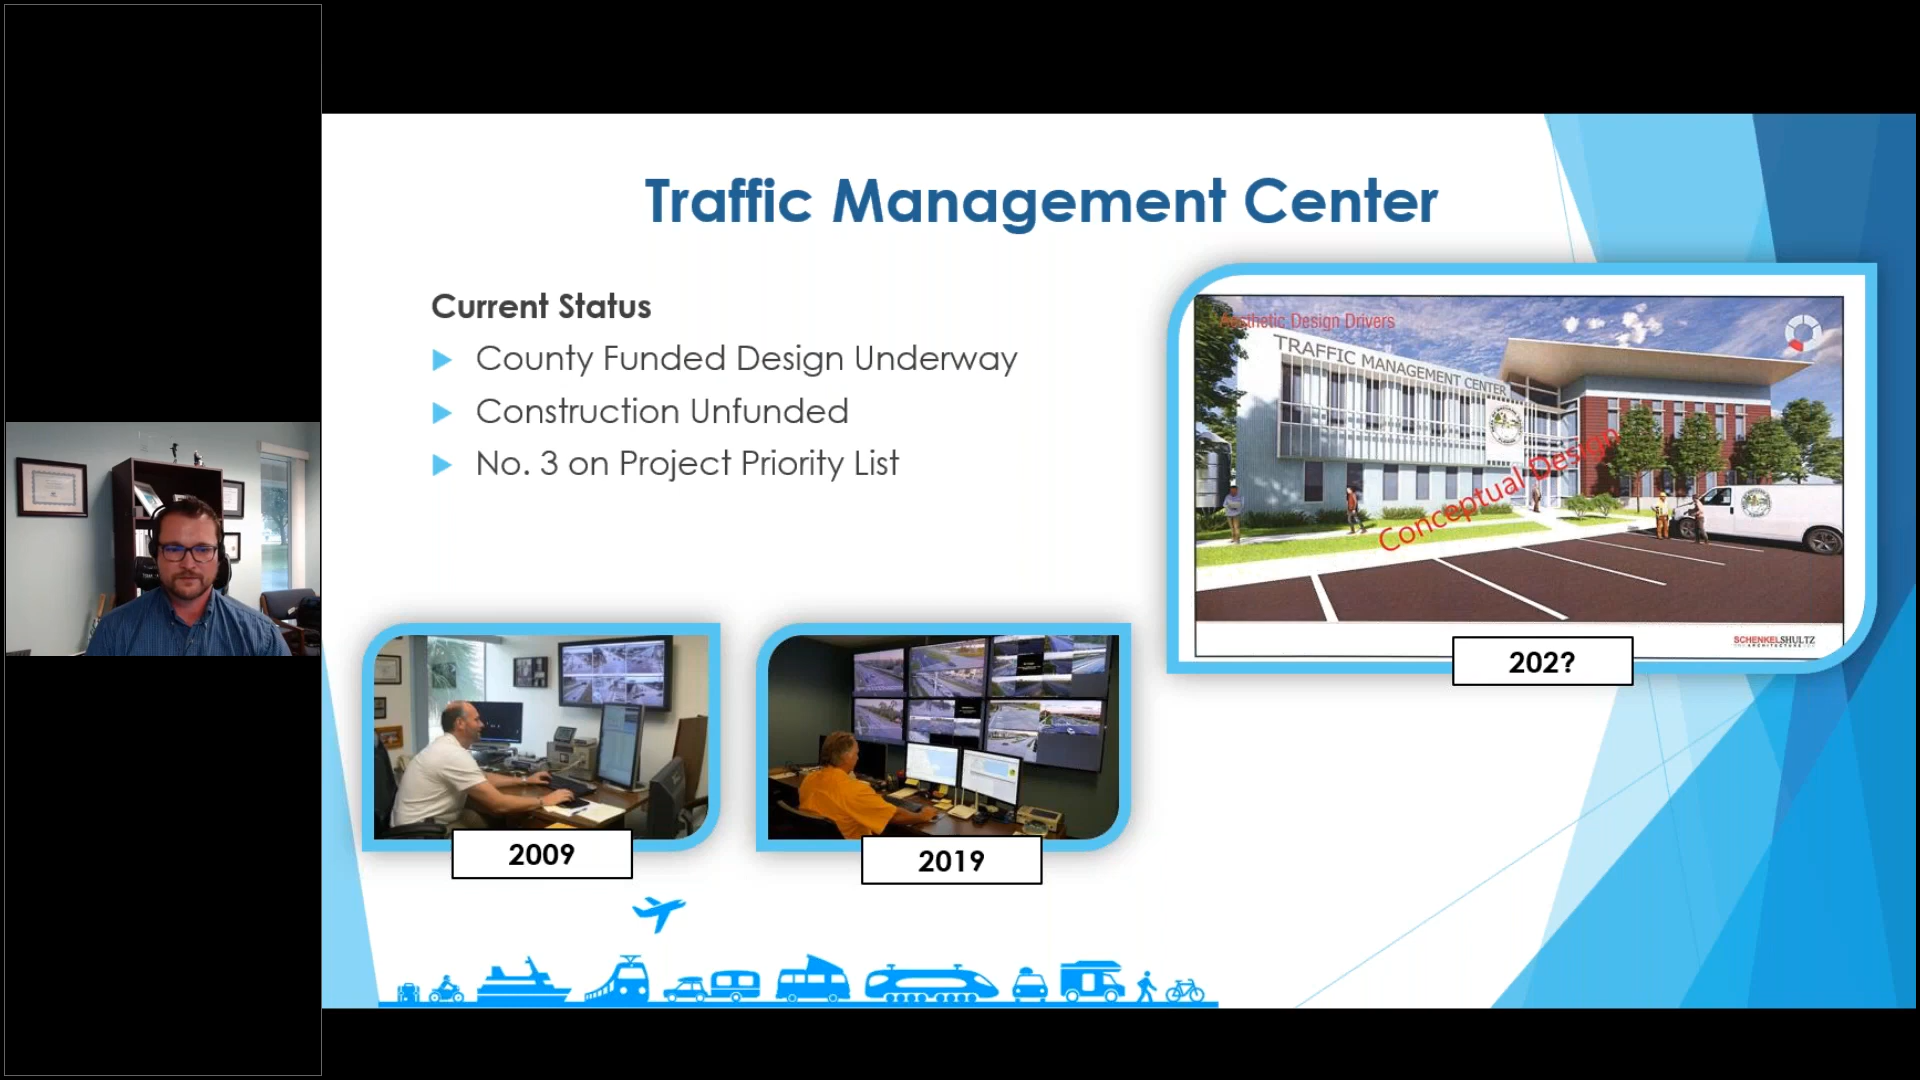 Traffic Management Center
Current Status
County Funded Design Underway
Construction Unfunded
No. 3 on Project Priority List
Aesthetic Design Drivers
TRAFFIC MANAGEMENT CENTER
Conceptual Design
SCHENKELSHULTZ
202?
2009
2019